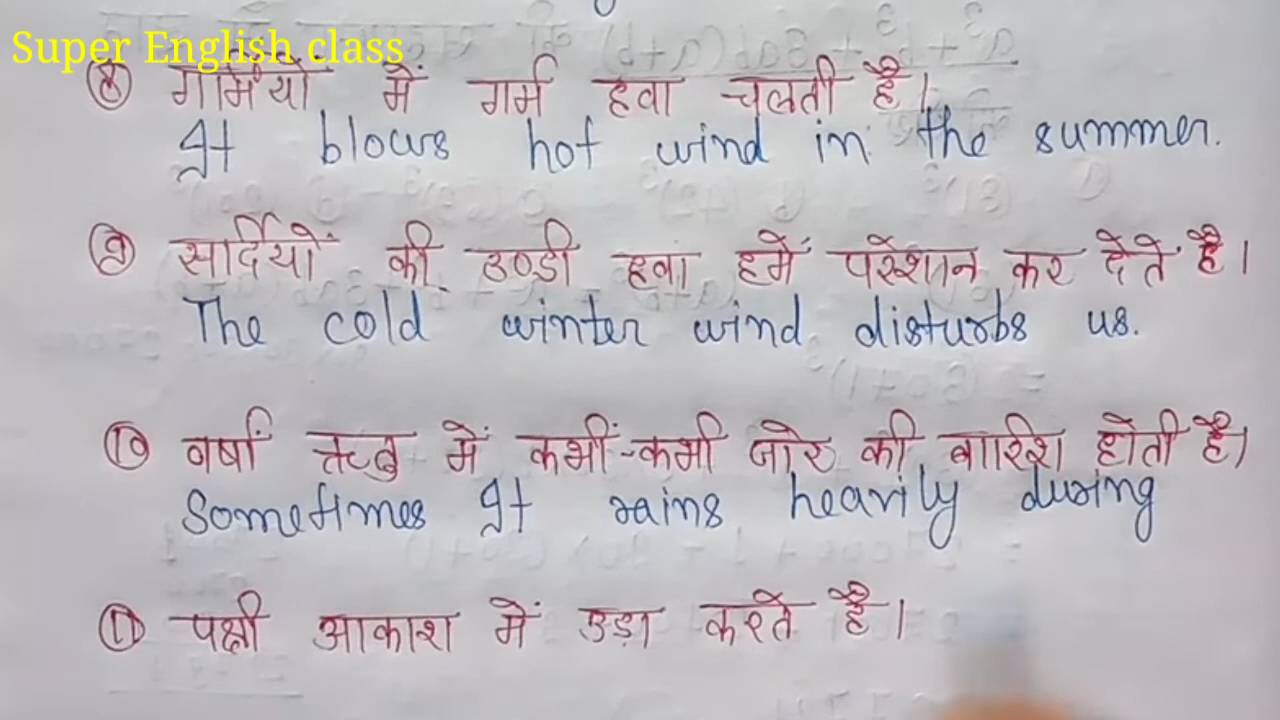 Super English class
⑧ गर्मियों में गर्म हवा चलती है।
It blows hot wind in the summer.
⑨ सर्दियों की ठण्डी हवा हमें परेशान कर देते है।
The cold winter wind disturbs us.
⑩ वर्षा ऋतु में कभीं-कभी जोर की बारिश होती है।
Sometimes It rains heavily during
⑪ पक्षी आकाश में उड़ा करते है।